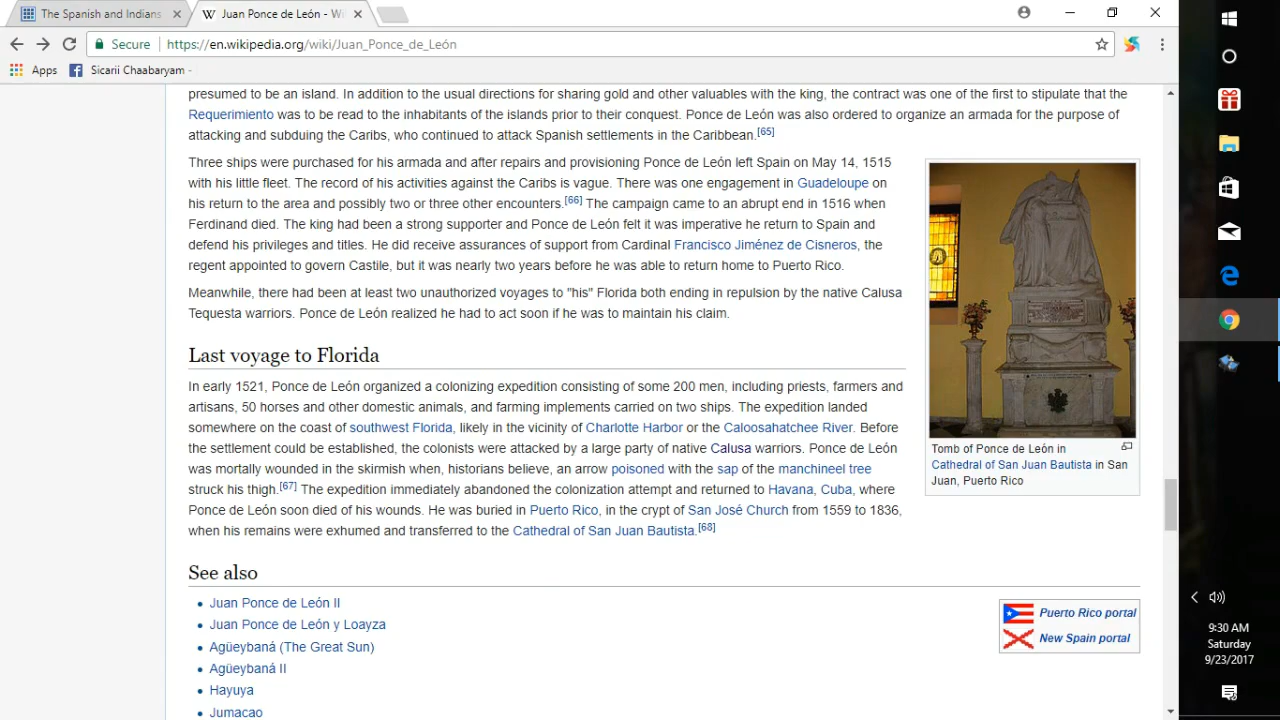 The Spanish and Indians
Juan Ponce de León - Wi
Secure
https://en.wikipedia.org/wiki/Juan_Ponce_de_León
Apps
Sicarii Chaabaryam -
presumed to be an island. In addition to the usual directions for sharing gold and other valuables with the king, the contract was one of the first to stipulate that the
Requerimiento was to be read to the inhabitants of the islands prior to their conquest. Ponce de León was also ordered to organize an armada for the purpose of
attacking and subduing the Caribs, who continued to attack Spanish settlements in the Caribbean.[65]
Three ships were purchased for his armada and after repairs and provisioning Ponce de León left Spain on May 14, 1515
with his little fleet. The record of his activities against the Caribs is vague. There was one engagement in Guadeloupe on
his return to the area and possibly two or three other encounters.[66] The campaign came to an abrupt end in 1516 when
Ferdinand died. The king had been a strong supporter and Ponce de León felt it was imperative he return to Spain and
defend his privileges and titles. He did receive assurances of support from Cardinal Francisco Jiménez de Cisneros, the
regent appointed to govern Castile, but it was nearly two years before he was able to return home to Puerto Rico.
Meanwhile, there had been at least two unauthorized voyages to "his" Florida both ending in repulsion by the native Calusa
Tequesta warriors. Ponce de León realized he had to act soon if he was to maintain his claim.
Last voyage to Florida
In early 1521, Ponce de León organized a colonizing expedition consisting of some 200 men, including priests, farmers and
artisans, 50 horses and other domestic animals, and farming implements carried on two ships. The expedition landed
somewhere on the coast of southwest Florida, likely in the vicinity of Charlotte Harbor or the Caloosahatchee River. Before
the settlement could be established, the colonists were attacked by a large party of native Calusa warriors. Ponce de León
was mortally wounded in the skirmish when, historians believe, an arrow poisoned with the sap of the manchineel tree
struck his thigh.[67] The expedition immediately abandoned the colonization attempt and returned to Havana, Cuba, where
Ponce de León soon died of his wounds. He was buried in Puerto Rico, in the crypt of San José Church from 1559 to 1836,
when his remains were exhumed and transferred to the Cathedral of San Juan Bautista.[68]
Tomb of Ponce de León in
Cathedral of San Juan Bautista in San
Juan, Puerto Rico
See also
Juan Ponce de León II
Juan Ponce de León y Loayza
Agüeybaná (The Great Sun)
Agüeybaná II
Hayuya
Jumacao
Puerto Rico portal
New Spain portal
9:30 AM
Saturday
9/23/2017